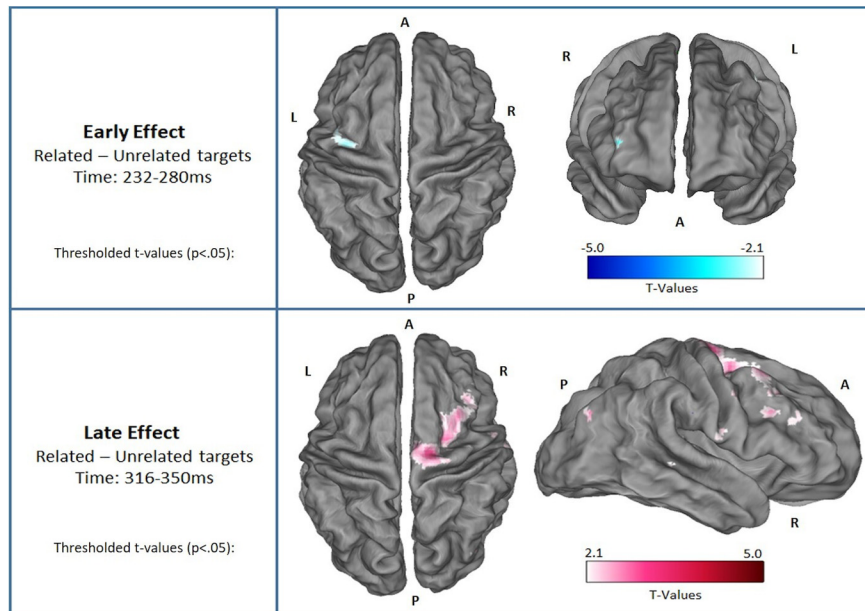 Early Effect
Related – Unrelated targets
Time: 232-280ms
Thresholded t-values (p<.05):
A
L
R
P
R
L
A
-5.0
-2.1
T-Values
Late Effect
Related – Unrelated targets
Time: 316-350ms
Thresholded t-values (p<.05):
A
L
R
P
P
A
R
2.1
5.0
T-Values